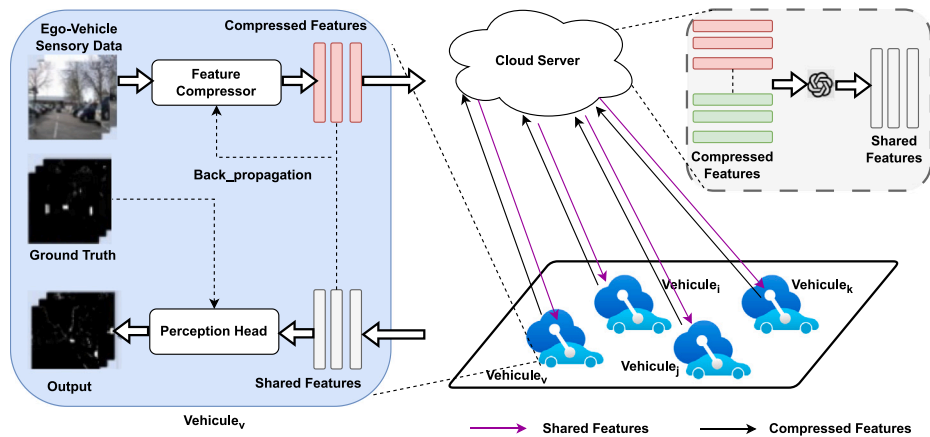 Ego-Vehicle
Sensory Data
Compressed Features
Feature
Compressor
Back_propagation
Ground Truth
Perception Head
Output
Shared Features
Vehicule_v
Cloud Server
Compressed
Features
Shared
Features
Vehicule_i
Vehicule_k
Vehicule_j
Vehicule_v
Shared Features
Compressed Features